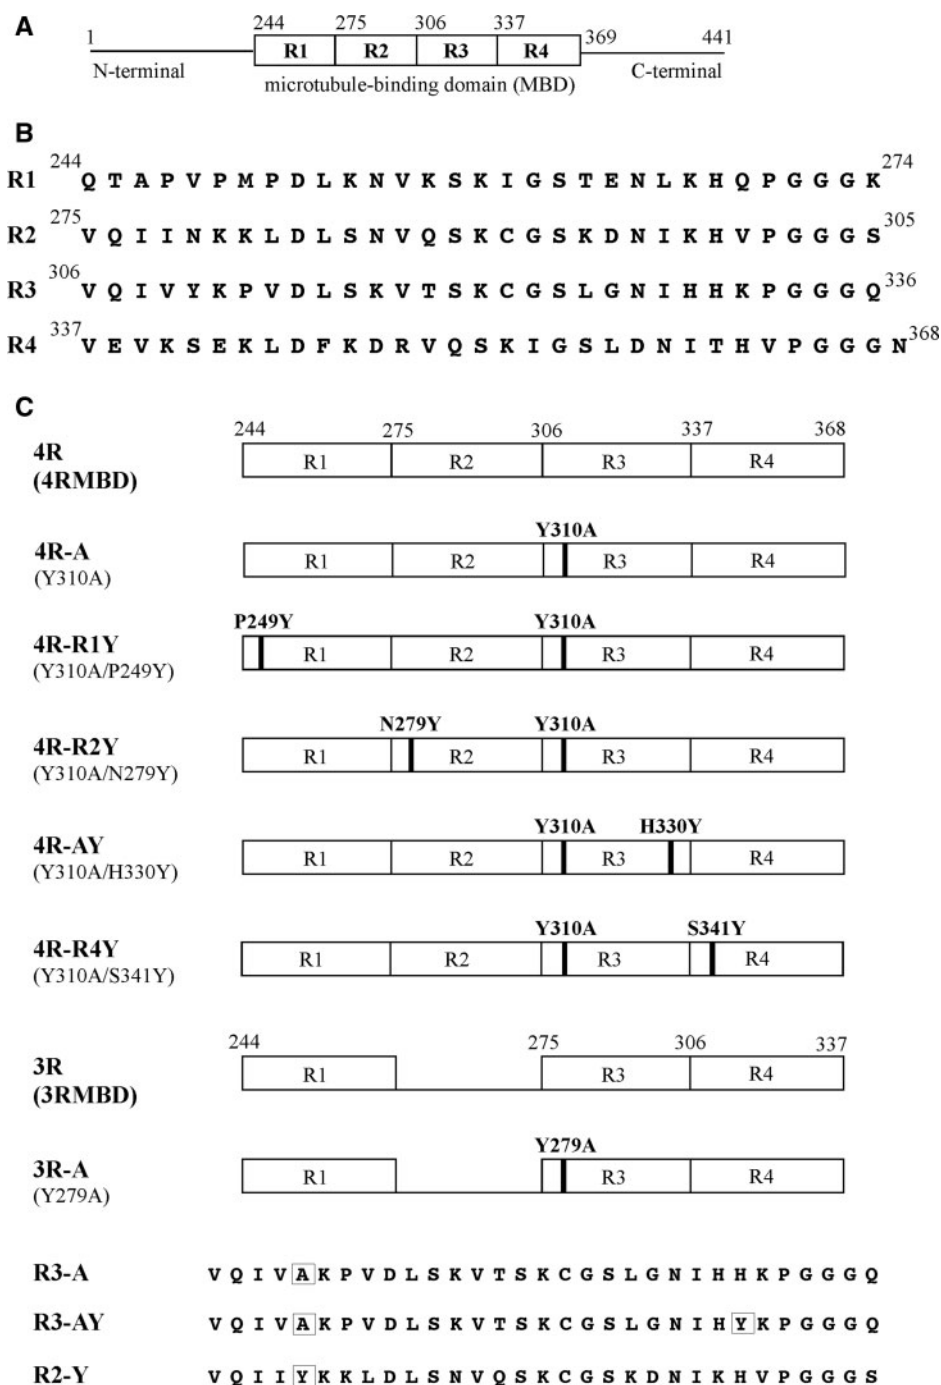 A
1 244 275 306 337 369 441
R1 R2 R3 R4
N-terminal microtubule-binding domain (MBD) C-terminal
B
R1 244 Q T A P V P M P D L K N V K S K I G S T E N L K H Q P G G G K 274
R2 275 V Q I I N K K L D L S N V Q S K C G S K D N I K H V P G G G S 305
R3 306 V Q I V Y K P V D L S K V T S K C G S L G N I H H K P G G G Q 336
R4 337 V E V K S E K L D F K D R V Q S K I G S L D N I T H V P G G G N 368
C
244 275 306 337 368
4R R1 R2 R3 R4
(4RMBD)
Y310A
4R-A R1 R2 R3 R4
(Y310A)
P249Y Y310A
4R-R1Y R1 R2 R3 R4
(Y310A/P249Y)
N279Y Y310A
4R-R2Y R1 R2 R3 R4
(Y310A/N279Y)
Y310A H330Y
4R-AY R1 R2 R3 R4
(Y310A/H330Y)
Y310A S341Y
4R-R4Y R1 R2 R3 R4
(Y310A/S341Y)
244 275 306 337
3R R1 R3 R4
(3RMBD)
Y279A
3R-A R1 R3 R4
(Y279A)
R3-A V Q I V A K P V D L S K V T S K C G S L G N I H H K P G G G Q
R3-AY V Q I V A K P V D L S K V T S K C G S L G N I H Y K P G G G Q
R2-Y V Q I I Y K K L D L S N V Q S K C G S K D N I K H V P G G G S